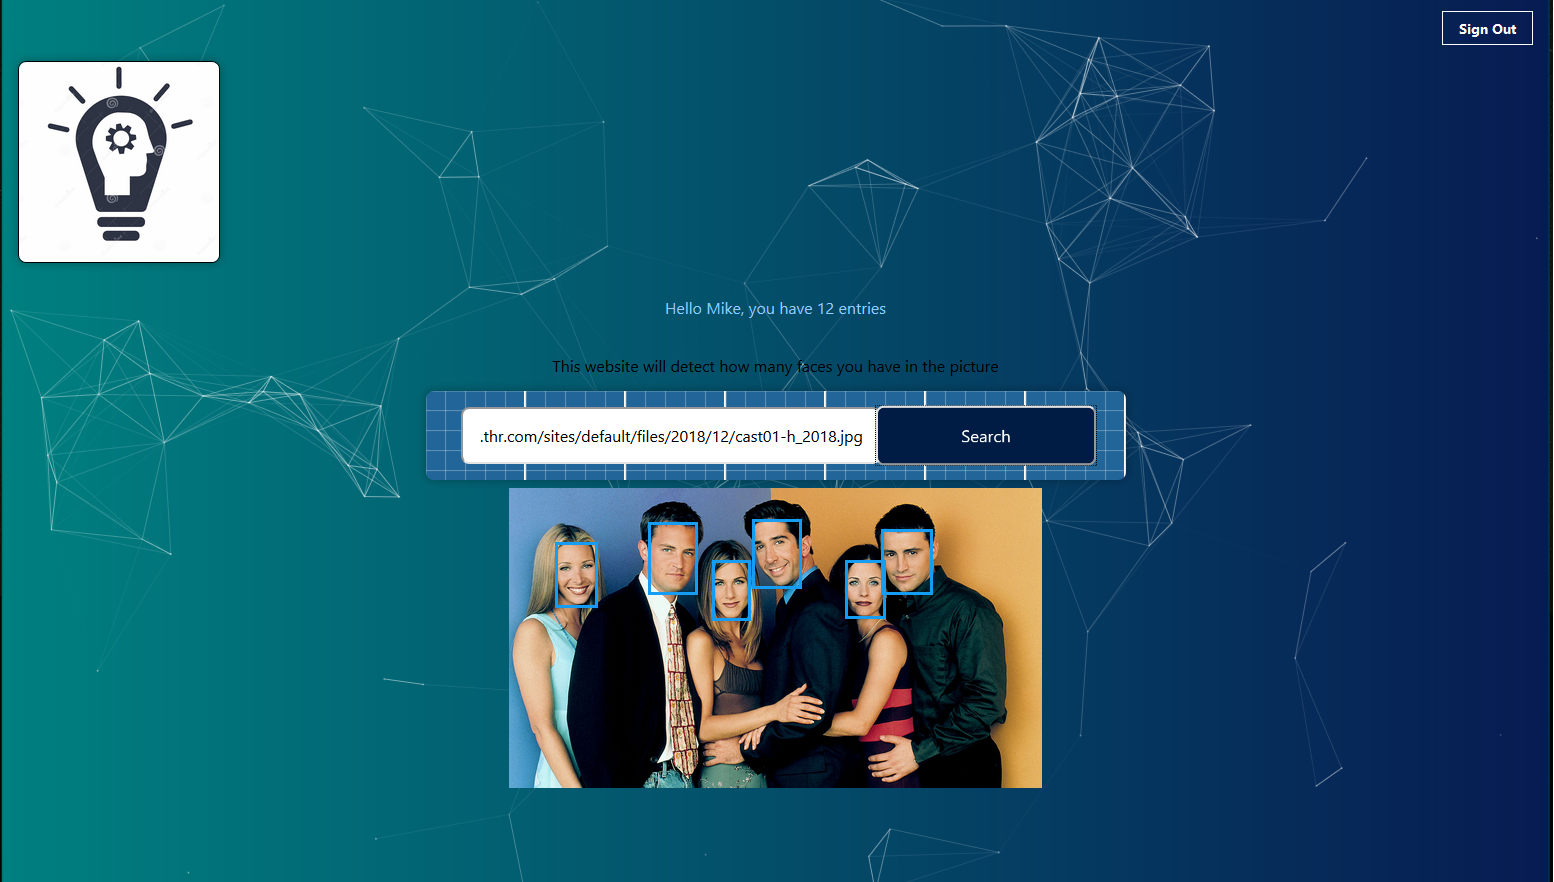 Sign Out
Hello Mike, you have 12 entries
This website will detect how many faces you have in the picture
.thr.com/sites/default/files/2018/12/cast01-h_2018.jpg
Search